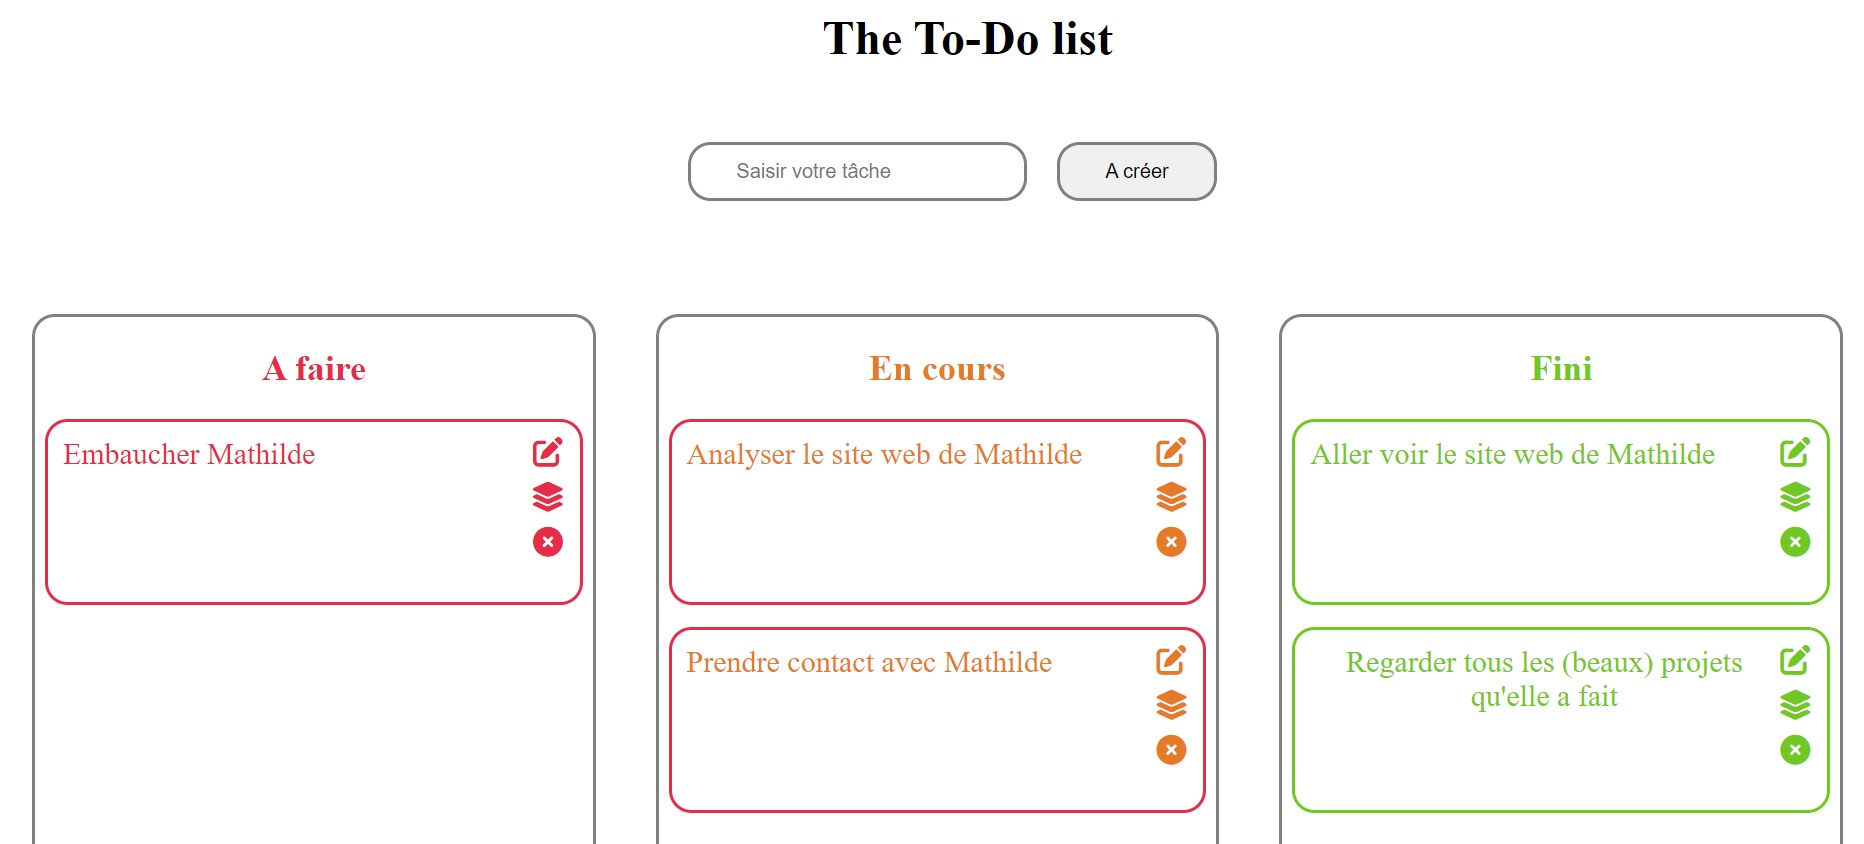 The To-Do list
Saisir votre tâche
A créer
A faire
Embaucher Mathilde
En cours
Analyser le site web de Mathilde
Prendre contact avec Mathilde
Fini
Aller voir le site web de Mathilde
Regarder tous les (beaux) projets
qu'elle a fait